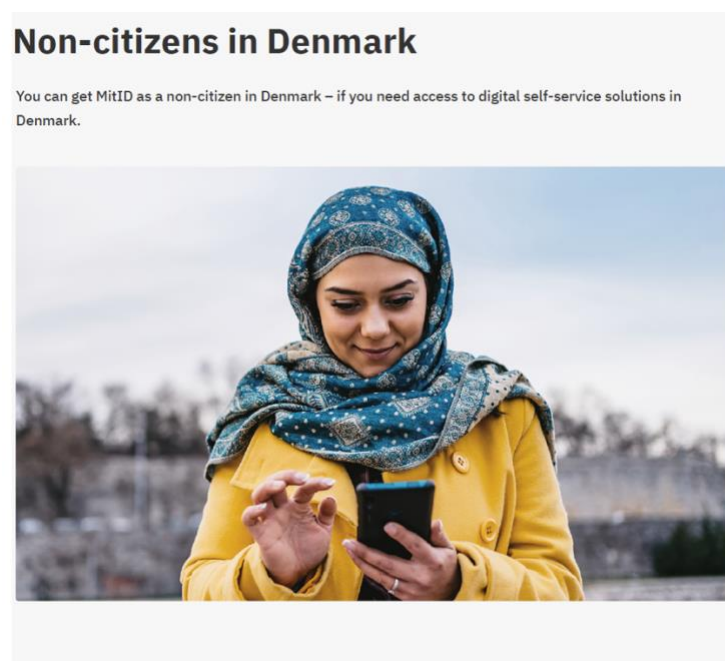 Non-citizens in Denmark
You can get MitID as a non-citizen in Denmark – if you need access to digital self-service solutions in
Denmark.